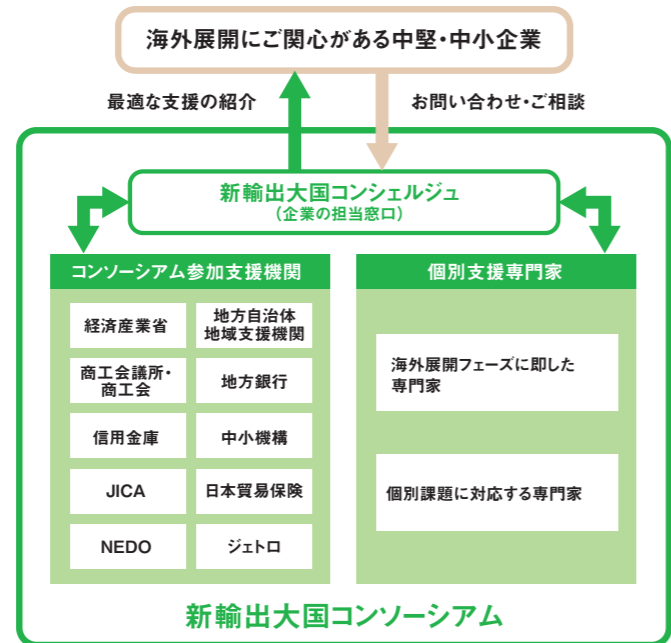 海外展開にご関心がある中堅・中小企業
最適な支援の紹介
お問い合わせ・ご相談
新輸出大国コンシェルジュ
(企業の担当窓口)
コンソーシアム参加支援機関
経済産業省
地方自治体
地域支援機関
商工会議所・
商工会
地方銀行
信用金庫
中小機構
JICA
日本貿易保険
NEDO
ジェトロ
個別支援専門家
海外展開フェーズに即した
専門家
個別課題に対応する専門家
新輸出大国コンソーシアム